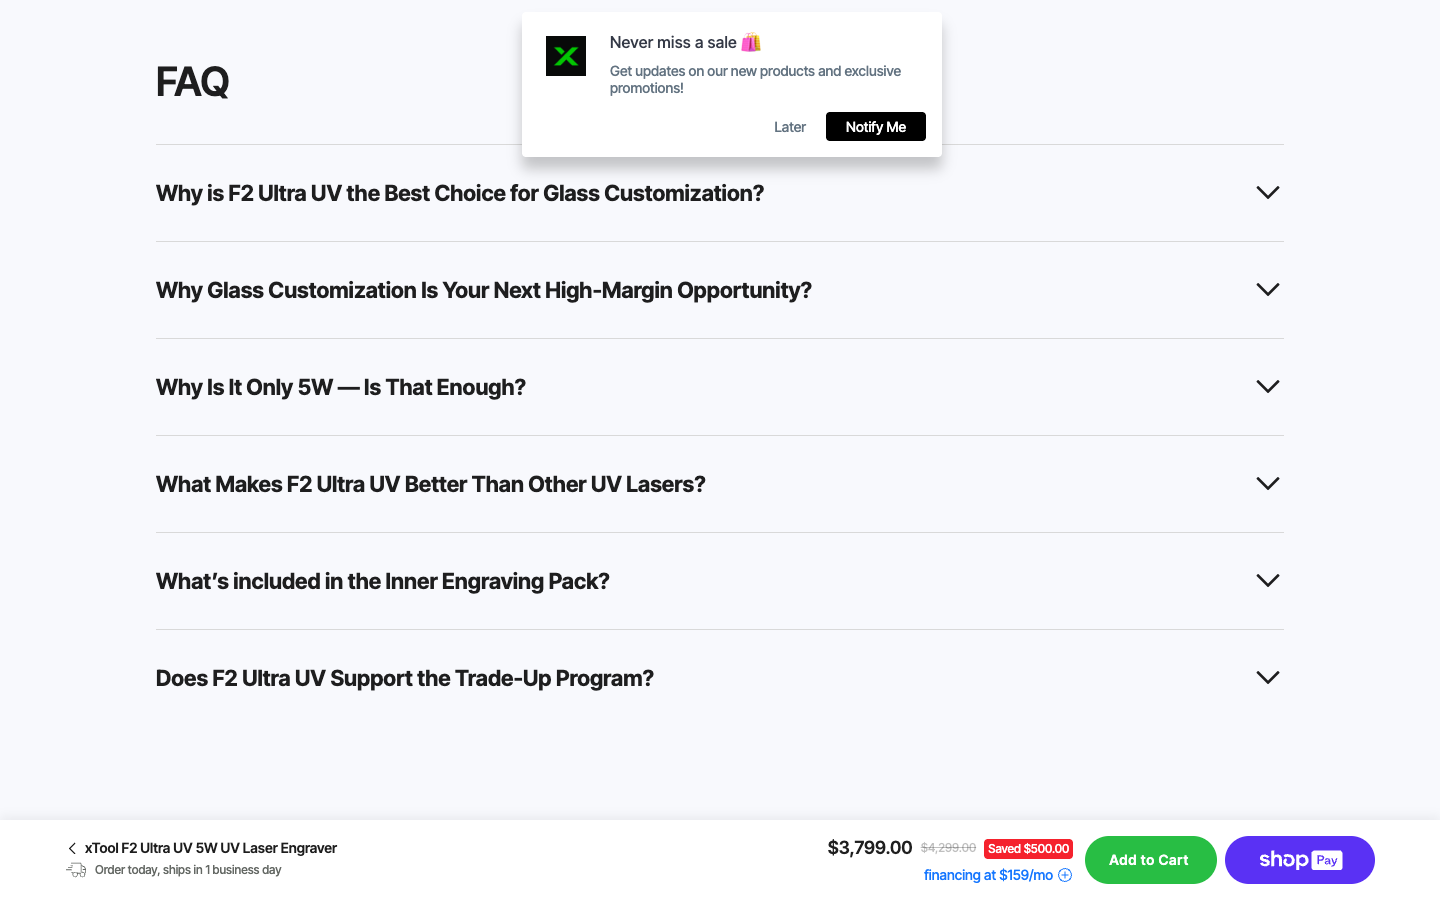 Never miss a sale 🛍️
Get updates on our new products and exclusive
promotions!
Later
Notify Me
FAQ
Why is F2 Ultra UV the Best Choice for Glass Customization?
Why Glass Customization Is Your Next High-Margin Opportunity?
Why Is It Only 5W — Is That Enough?
What Makes F2 Ultra UV Better Than Other UV Lasers?
What’s included in the Inner Engraving Pack?
Does F2 Ultra UV Support the Trade-Up Program?
xTool F2 Ultra UV 5W UV Laser Engraver
Order today, ships in 1 business day
$3,799.00 $4,299.00 Saved $500.00
financing at $159/mo
Add to Cart
shop Pay